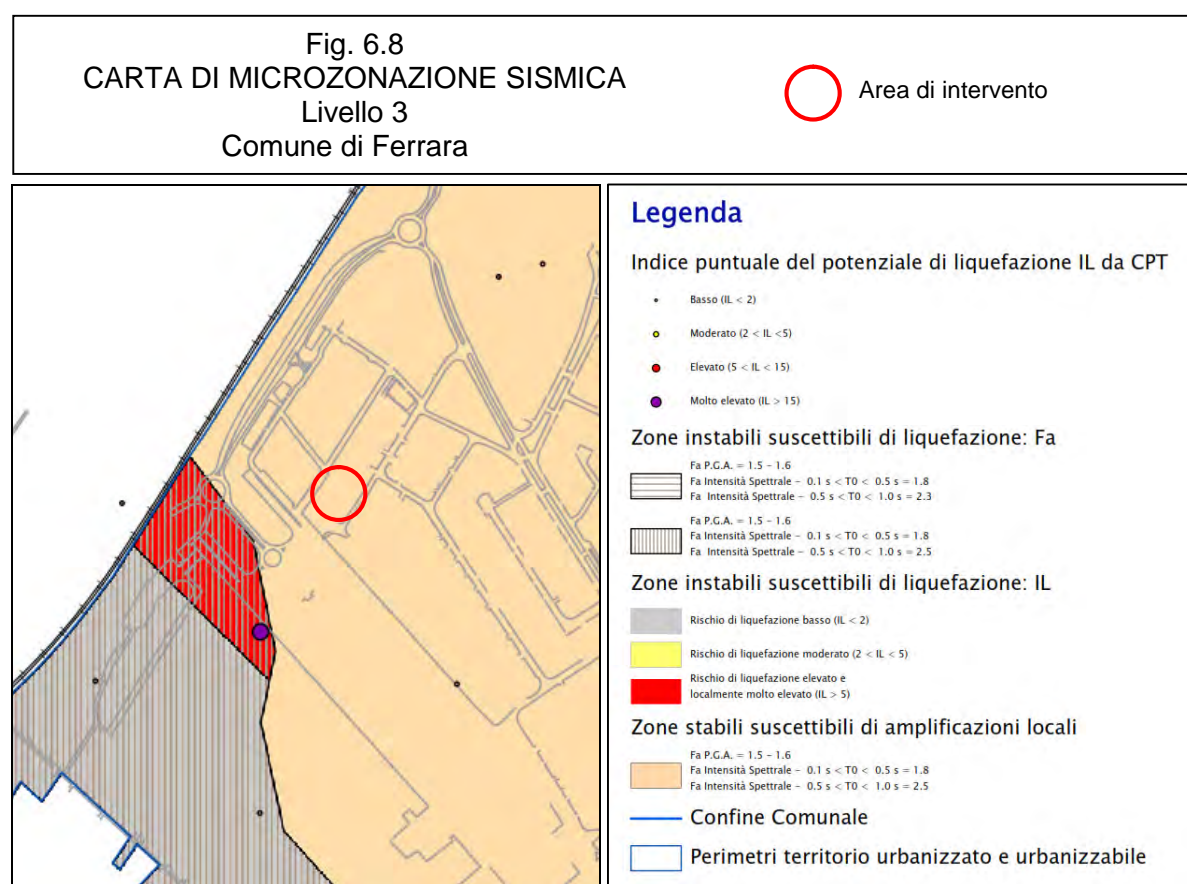 Fig. 6.8
CARTA DI MICROZONAZIONE SISMICA
Livello 3
Comune di Ferrara
Area di intervento
Legenda
Indice puntuale del potenziale di liquefazione IL da CPT
Basso (IL < 2)
Moderato (2 < IL <5)
Elevato (5 < IL < 15)
Molto elevato (IL > 15)
Zone instabili suscettibili di liquefazione: Fa
Fa P.G.A. = 1.5 - 1.6
Fa Intensità Spettrale - 0.1 s < T0 < 0.5 s = 1.8
Fa Intensità Spettrale - 0.5 s < T0 < 1.0 s = 2.3
Fa P.G.A. = 1.5 - 1.6
Fa Intensità Spettrale - 0.1 s < T0 < 0.5 s = 1.8
Fa Intensità Spettrale - 0.5 s < T0 < 1.0 s = 2.5
Zone instabili suscettibili di liquefazione: IL
Rischio di liquefazione basso (IL < 2)
Rischio di liquefazione moderato (2 < IL < 5)
Rischio di liquefazione elevato e
localmente molto elevato (IL > 5)
Zone stabili suscettibili di amplificazioni locali
Fa P.G.A. = 1.5 - 1.6
Fa Intensità Spettrale - 0.1 s < T0 < 0.5 s = 1.8
Fa Intensità Spettrale - 0.5 s < T0 < 1.0 s = 2.5
Confine Comunale
Perimetri territorio urbanizzato e urbanizzabile